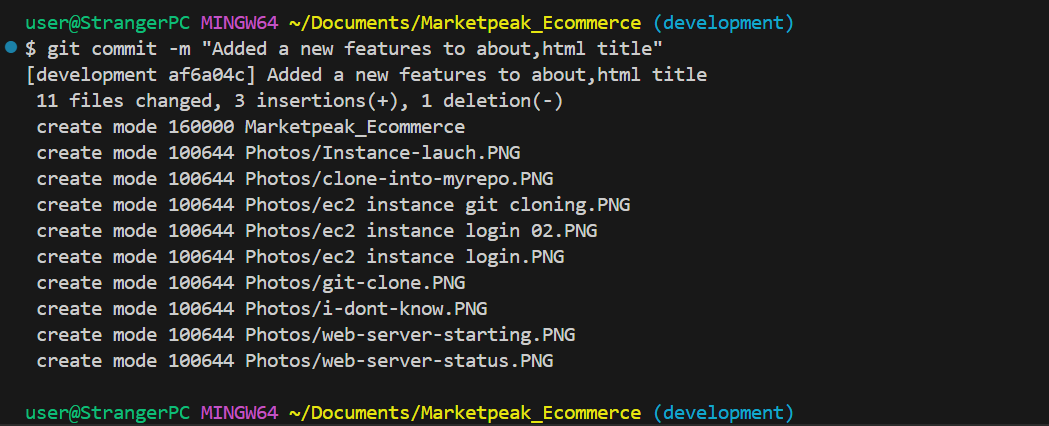 user@StrangerPC MINGW64 ~/Documents/Marketpeak_Ecommerce (development)
$ git commit -m "Added a new features to about,html title"
[development af6a04c] Added a new features to about,html title
 11 files changed, 3 insertions(+), 1 deletion(-)
 create mode 160000 Marketpeak_Ecommerce
 create mode 100644 Photos/Instance-lauch.PNG
 create mode 100644 Photos/clone-into-myrepo.PNG
 create mode 100644 Photos/ec2 instance git cloning.PNG
 create mode 100644 Photos/ec2 instance login 02.PNG
 create mode 100644 Photos/ec2 instance login.PNG
 create mode 100644 Photos/git-clone.PNG
 create mode 100644 Photos/i-dont-know.PNG
 create mode 100644 Photos/web-server-starting.PNG
 create mode 100644 Photos/web-server-status.PNG
user@StrangerPC MINGW64 ~/Documents/Marketpeak_Ecommerce (development)